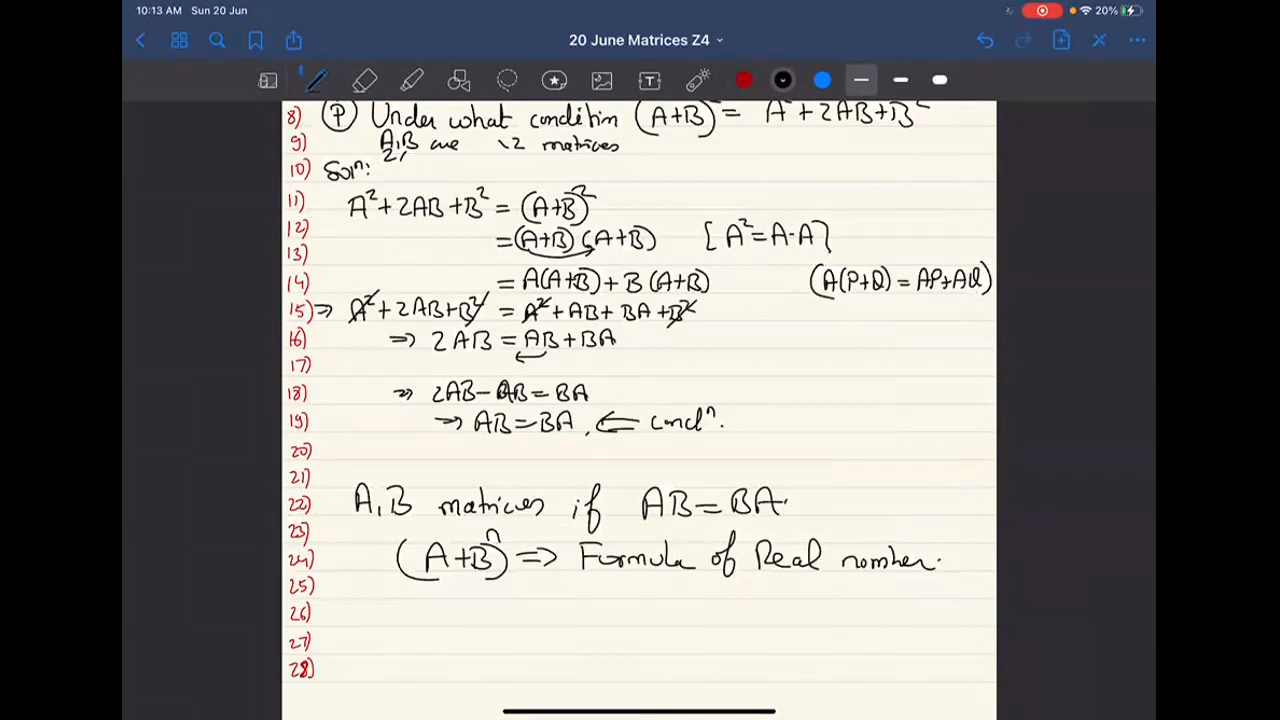 10:13 AM Sun 20 Jun
20%
20 June Matrices Z4
8) (P) Under what condition (A+B)² = A² + 2AB + B²
9) A,B are 2 matrices
10) Solⁿ:
11) A² + 2AB + B² = (A+B)²
12) = (A+B) (A+B) [A² = A·A]
13)
14) = A(A+B) + B (A+B) (A(P+Q) = AP+AQ)
15) ⇒ A² + 2AB + B² = A² + AB + BA + B²
16) ⇒ 2AB = AB + BA
17)
18) ⇒ 2AB - AB = BA
19) ⇒ AB = BA, ⇐ condⁿ.
20)
21)
22) A, B matrices if AB = BA.
23)
24) (A+B)ⁿ ⇒ Formula of Real number.
25)
26)
27)
28)